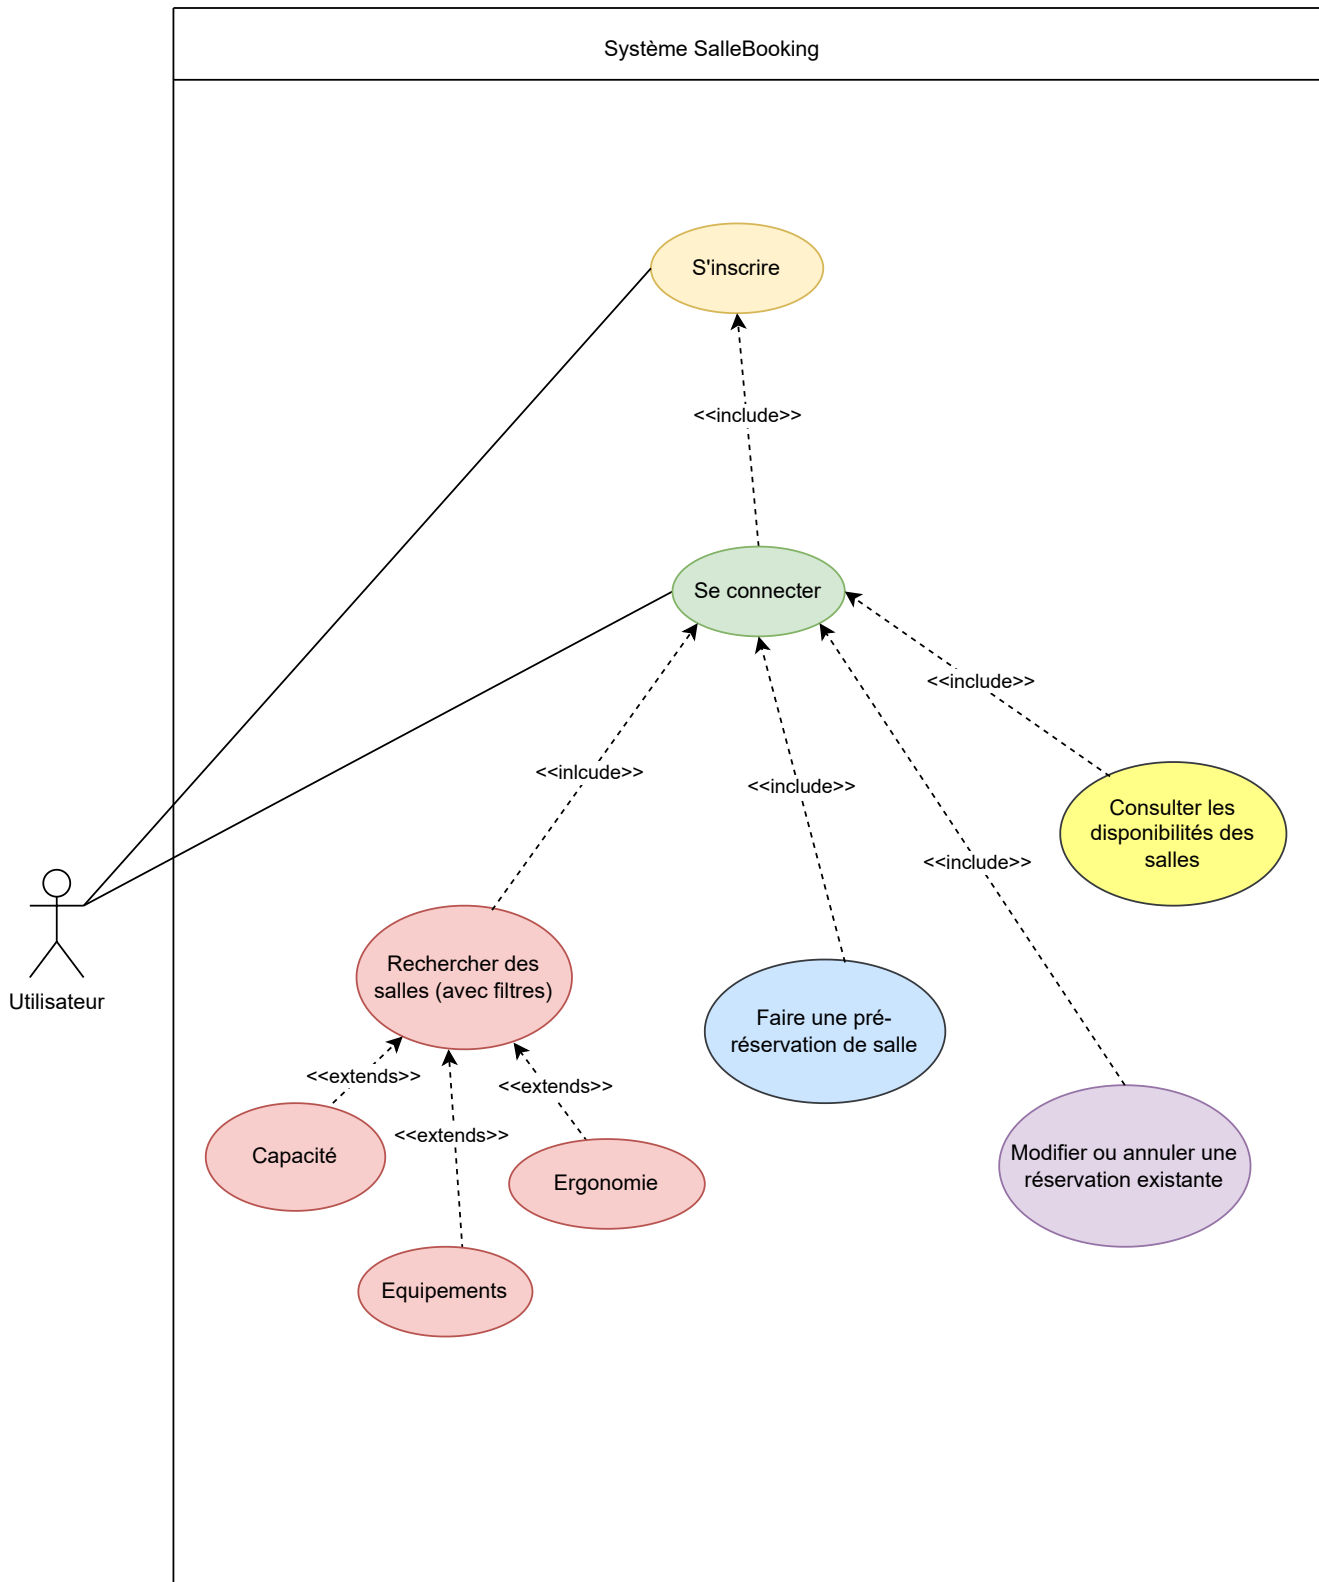 Système SalleBooking
S'inscrire
<<include>>
Se connecter
<<include>>
<<inlcude>>
<<include>>
Consulter les
disponibilités des
salles
<<include>>
Utilisateur
Rechercher des
salles (avec filtres)
Faire une pré-
réservation de salle
<<extends>>
<<extends>>
<<extends>>
Capacité
Ergonomie
Modifier ou annuler une
réservation existante
Equipements